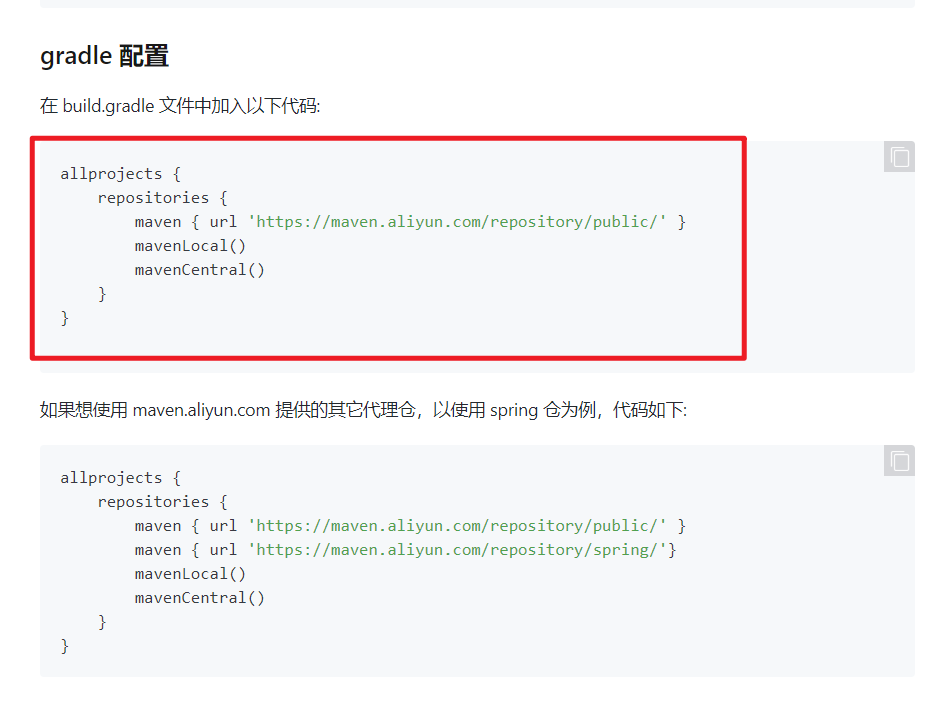 gradle 配置
在 build.gradle 文件中加入以下代码:
allprojects {
    repositories {
        maven { url 'https://maven.aliyun.com/repository/public/' }
        mavenLocal()
        mavenCentral()
    }
}
如果想使用 maven.aliyun.com 提供的其它代理仓，以使用 spring 仓为例，代码如下:
allprojects {
    repositories {
        maven { url 'https://maven.aliyun.com/repository/public/' }
        maven { url 'https://maven.aliyun.com/repository/spring/'}
        mavenLocal()
        mavenCentral()
    }
}